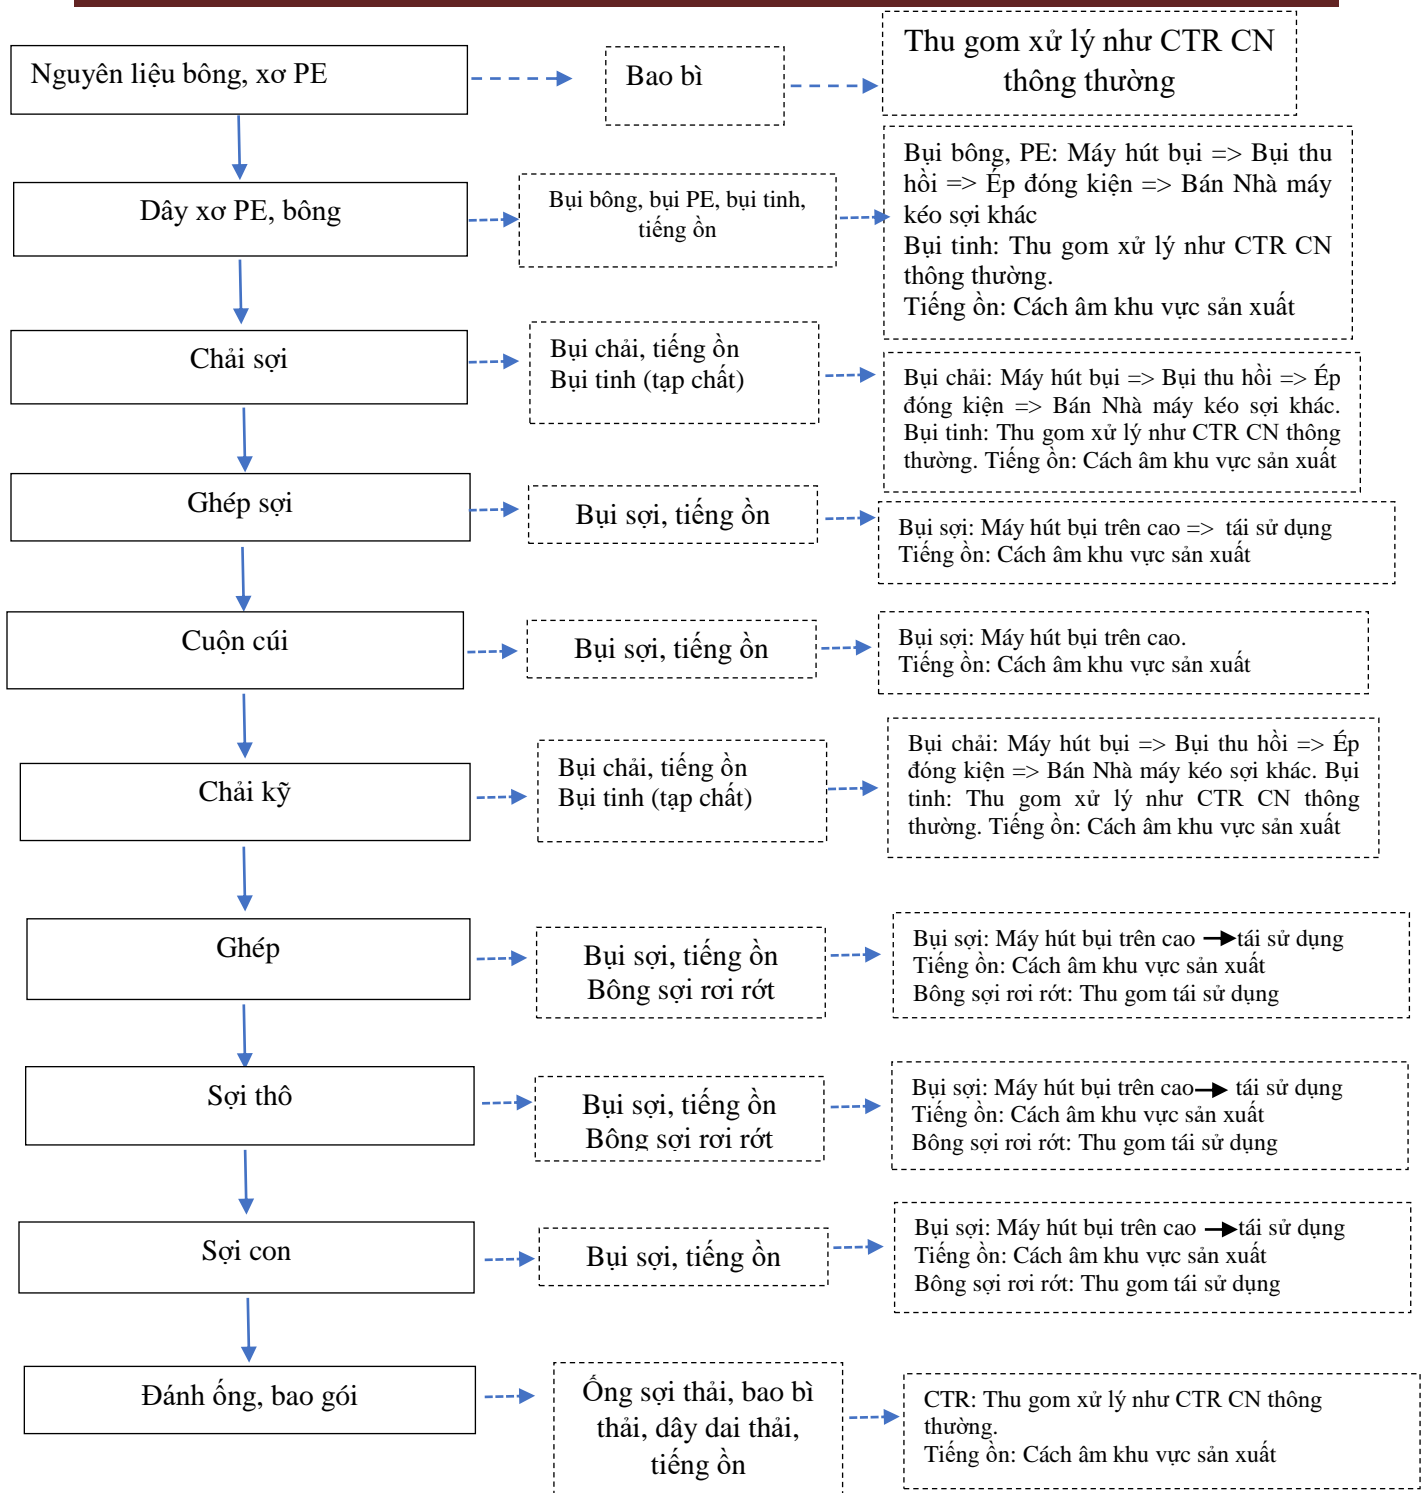 Nguyên liệu bông, xơ PE
Bao bì
Thu gom xử lý như CTR CN
thông thường
Dây xơ PE, bông
Bụi bông, bụi PE, bụi tinh,
tiếng ồn
Bụi bông, PE: Máy hút bụi => Bụi thu
hồi => Ép đóng kiện => Bán Nhà máy
kéo sợi khác
Bụi tinh: Thu gom xử lý như CTR CN
thông thường.
Tiếng ồn: Cách âm khu vực sản xuất
Chải sợi
Bụi chải, tiếng ồn
Bụi tinh (tạp chất)
Bụi chải: Máy hút bụi => Bụi thu hồi => Ép
đóng kiện => Bán Nhà máy kéo sợi khác.
Bụi tinh: Thu gom xử lý như CTR CN thông
thường. Tiếng ồn: Cách âm khu vực sản xuất
Ghép sợi
Bụi sợi, tiếng ồn
Bụi sợi: Máy hút bụi trên cao => tái sử dụng
Tiếng ồn: Cách âm khu vực sản xuất
Cuộn cúi
Bụi sợi, tiếng ồn
Bụi sợi: Máy hút bụi trên cao.
Tiếng ồn: Cách âm khu vực sản xuất
Chải kỹ
Bụi chải, tiếng ồn
Bụi tinh (tạp chất)
Bụi chải: Máy hút bụi => Bụi thu hồi => Ép
đóng kiện => Bán Nhà máy kéo sợi khác. Bụi
tinh: Thu gom xử lý như CTR CN thông
thường. Tiếng ồn: Cách âm khu vực sản xuất
Ghép
Bụi sợi, tiếng ồn
Bông sợi rơi rớt
Bụi sợi: Máy hút bụi trên cao → tái sử dụng
Tiếng ồn: Cách âm khu vực sản xuất
Bông sợi rơi rớt: Thu gom tái sử dụng
Sợi thô
Bụi sợi, tiếng ồn
Bông sợi rơi rớt
Bụi sợi: Máy hút bụi trên cao → tái sử dụng
Tiếng ồn: Cách âm khu vực sản xuất
Bông sợi rơi rớt: Thu gom tái sử dụng
Sợi con
Bụi sợi, tiếng ồn
Bụi sợi: Máy hút bụi trên cao → tái sử dụng
Tiếng ồn: Cách âm khu vực sản xuất
Bông sợi rơi rớt: Thu gom tái sử dụng
Đánh ống, bao gói
Ống sợi thải, bao bì
thải, dây dai thải,
tiếng ồn
CTR: Thu gom xử lý như CTR CN thông
thường.
Tiếng ồn: Cách âm khu vực sản xuất